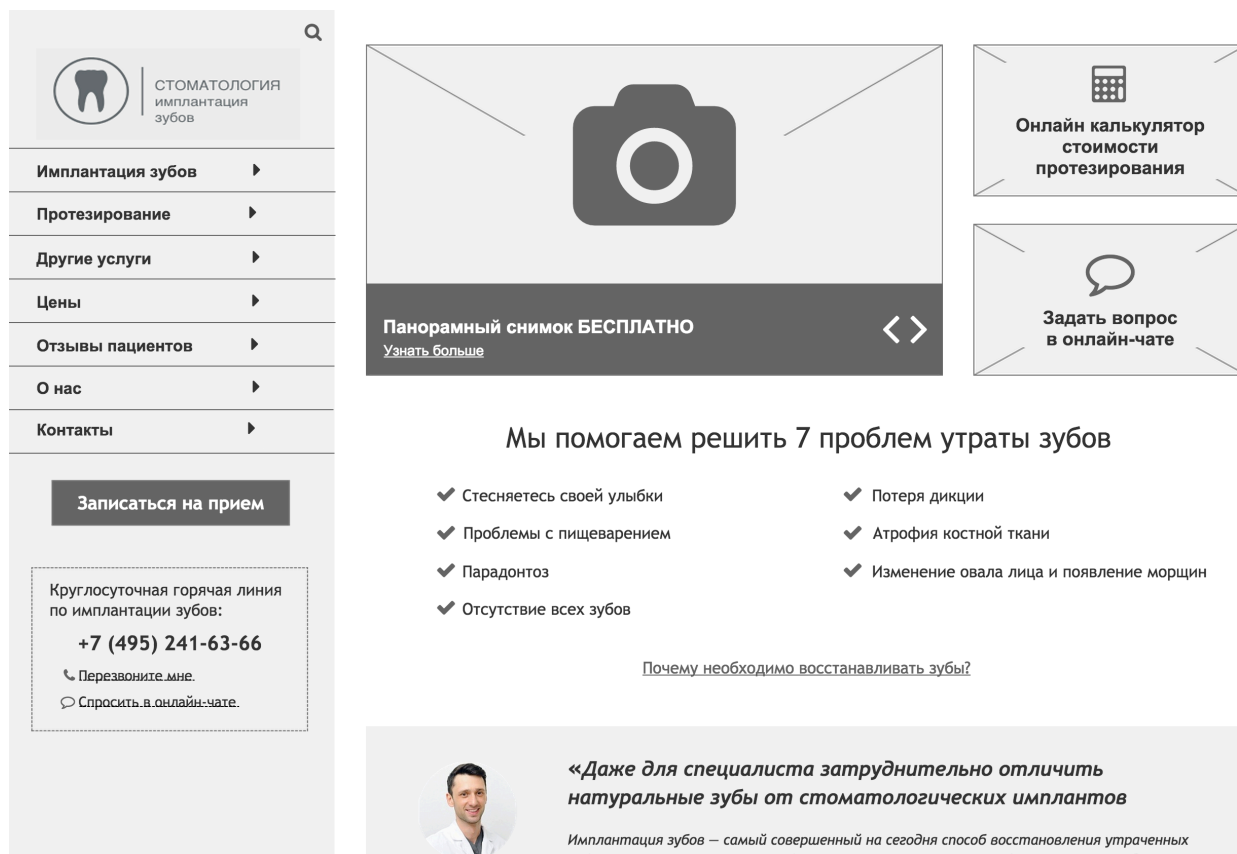 СТОМАТОЛОГИЯ
имплантация
зубов
Имплантация зубов
Протезирование
Другие услуги
Цены
Отзывы пациентов
О нас
Контакты
Записаться на прием
Круглосуточная горячая линия
по имплантации зубов:
+7 (495) 241-63-66
Перезвоните мне
Спросить в онлайн-чате
Панорамный снимок БЕСПЛАТНО
Узнать больше
Онлайн калькулятор
стоимости
протезирования
Задать вопрос
в онлайн-чате
Мы помогаем решить 7 проблем утраты зубов
Стесняетесь своей улыбки
Проблемы с пищеварением
Парадонтоз
Отсутствие всех зубов
Потеря дикции
Атрофия костной ткани
Изменение овала лица и появление морщин
Почему необходимо восстанавливать зубы?
«Даже для специалиста затруднительно отличить
натуральные зубы от стоматологических имплантов
Имплантация зубов — самый совершенный на сегодня способ восстановления утраченных